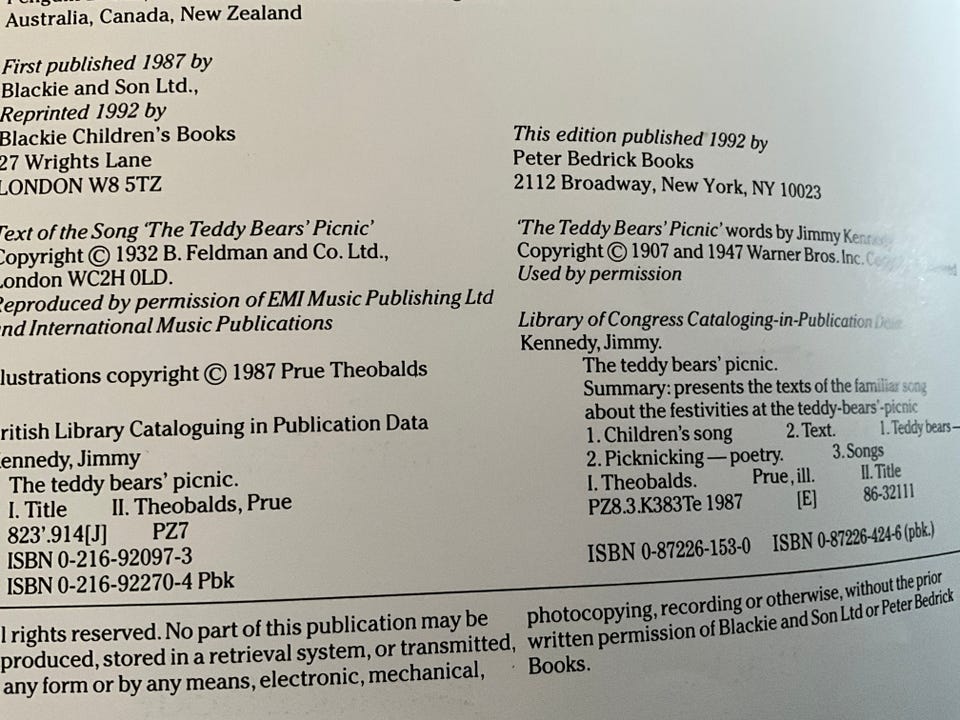 Australia, Canada, New Zealand
First published 1987 by
Blackie and Son Ltd.,
Reprinted 1992 by
Blackie Children's Books
27 Wrights Lane
LONDON W8 5TZ
Text of the Song 'The Teddy Bears' Picnic'
Copyright © 1932 B. Feldman and Co. Ltd.,
London WC2H 0LD.
Reproduced by permission of EMI Music Publishing Ltd
and International Music Publications
llustrations copyright © 1987 Prue Theobalds
ritish Library Cataloguing in Publication Data
ennedy, Jimmy
The teddy bears' picnic.
I. Title II. Theobalds, Prue
823'.914[J] PZ7
ISBN 0-216-92097-3
ISBN 0-216-92270-4 Pbk
This edition published 1992 by
Peter Bedrick Books
2112 Broadway, New York, NY 10023
'The Teddy Bears' Picnic' words by Jimmy Kennedy
Copyright © 1907 and 1947 Warner Bros. Inc.
Used by permission
Library of Congress Cataloging-in-Publication
Kennedy, Jimmy.
The teddy bears' picnic.
Summary: presents the texts of the familiar song
about the festivities at the teddy-bears'-picnic
1. Children's song 2. Text. 1. Teddy bears—
2. Picknicking — poetry. 3. Songs
I. Theobalds. Prue, ill. II. Title
PZ8.3.K383Te 1987 [E] 86-32111
ISBN 0-87226-153-0 ISBN 0-87226-424-6 (pbk.)
l rights reserved. No part of this publication may be
produced, stored in a retrieval system, or transmitted,
any form or by any means, electronic, mechanical,
photocopying, recording or otherwise, without the prior
written permission of Blackie and Son Ltd or Peter Bedrick
Books.